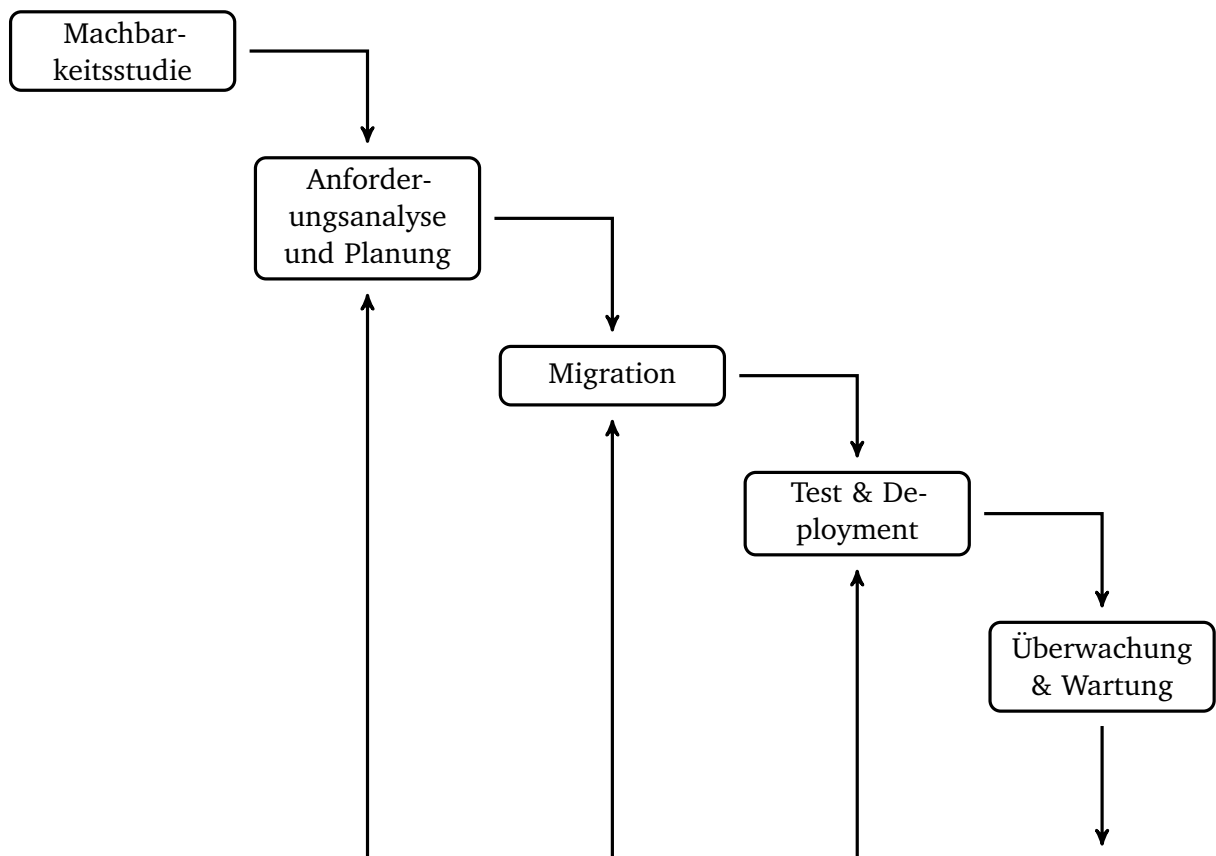 Machbar-
keitsstudie
Anforder-
ungsanalyse
und Planung
Migration
Test & De-
ployment
Überwachung
& Wartung